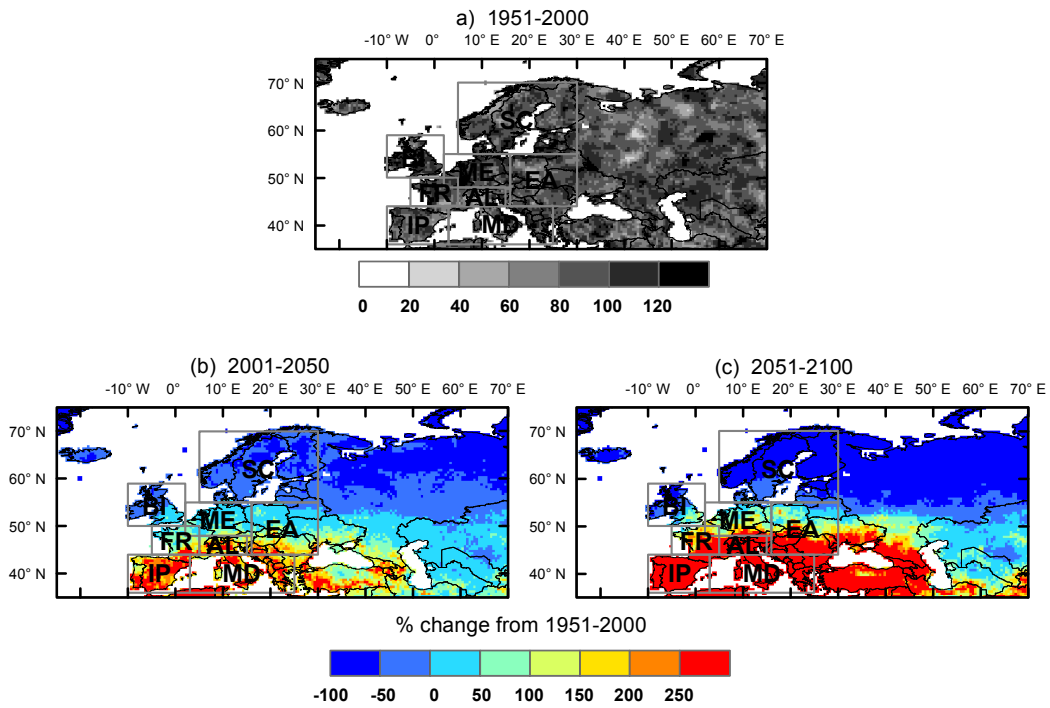 a) 1951-2000
-10° W 0° 10° E 20° E 30° E 40° E 50° E 60° E 70° E
70° N
60° N
50° N
40° N
SC
BI
ME
EA
FR
AL
IP
MD
0 20 40 60 80 100 120
(b) 2001-2050
-10° W 0° 10° E 20° E 30° E 40° E 50° E 60° E 70° E
70° N
60° N
50° N
40° N
SC
BI
ME
EA
FR
AL
IP
MD
(c) 2051-2100
-10° W 0° 10° E 20° E 30° E 40° E 50° E 60° E 70° E
70° N
60° N
50° N
40° N
SC
BI
ME
EA
FR
AL
IP
MD
% change from 1951-2000
-100 -50 0 50 100 150 200 250